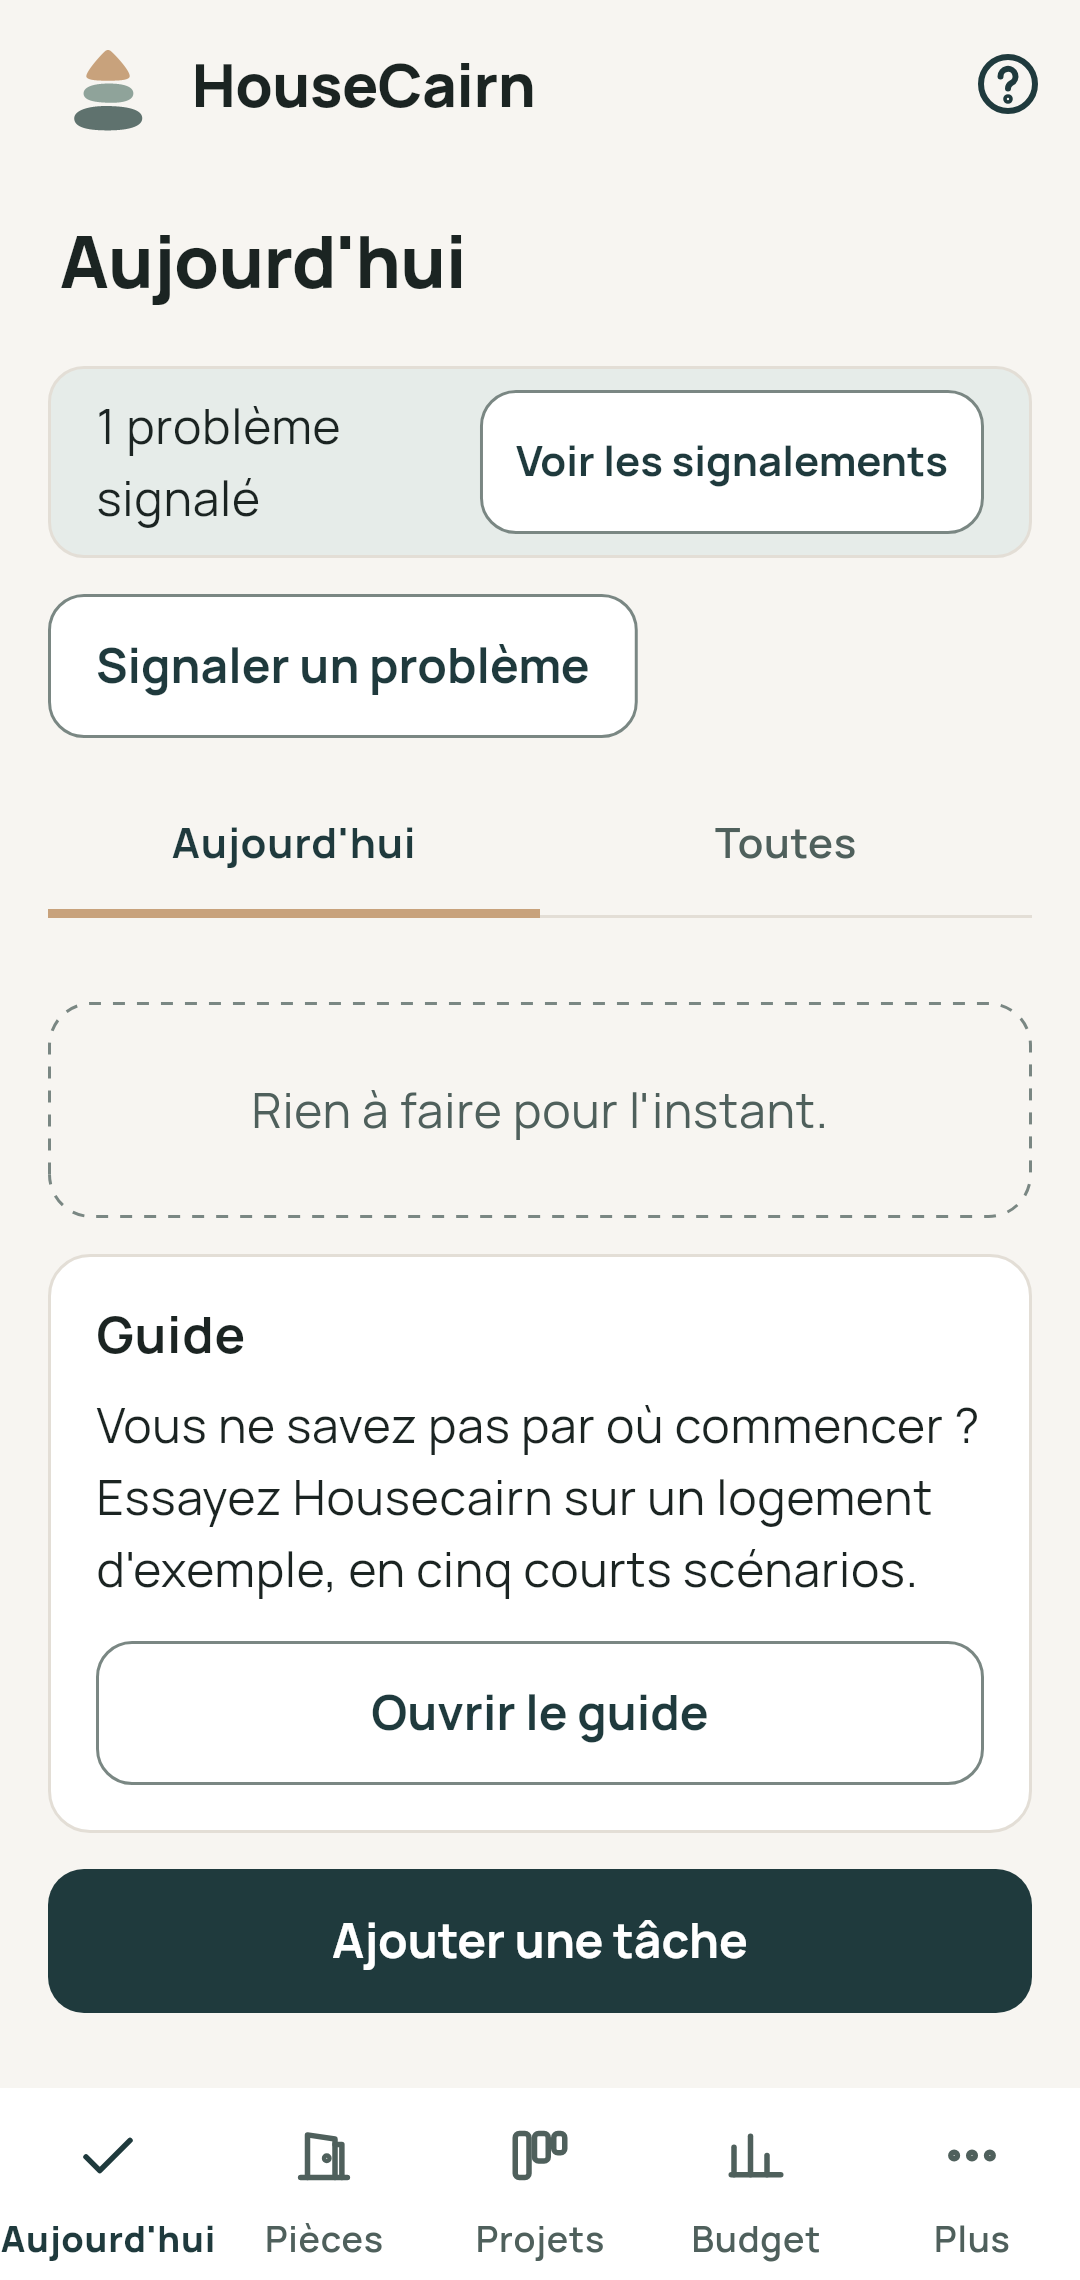 HouseCairn
Aujourd'hui
1 problème
signalé
Voir les signalements
Signaler un problème
Aujourd'hui
Toutes
Rien à faire pour l'instant.
Guide
Vous ne savez pas par où commencer ?
Essayez Housecairn sur un logement
d'exemple, en cinq courts scénarios.
Ouvrir le guide
Ajouter une tâche
Aujourd'hui
Pièces
Projets
Budget
Plus